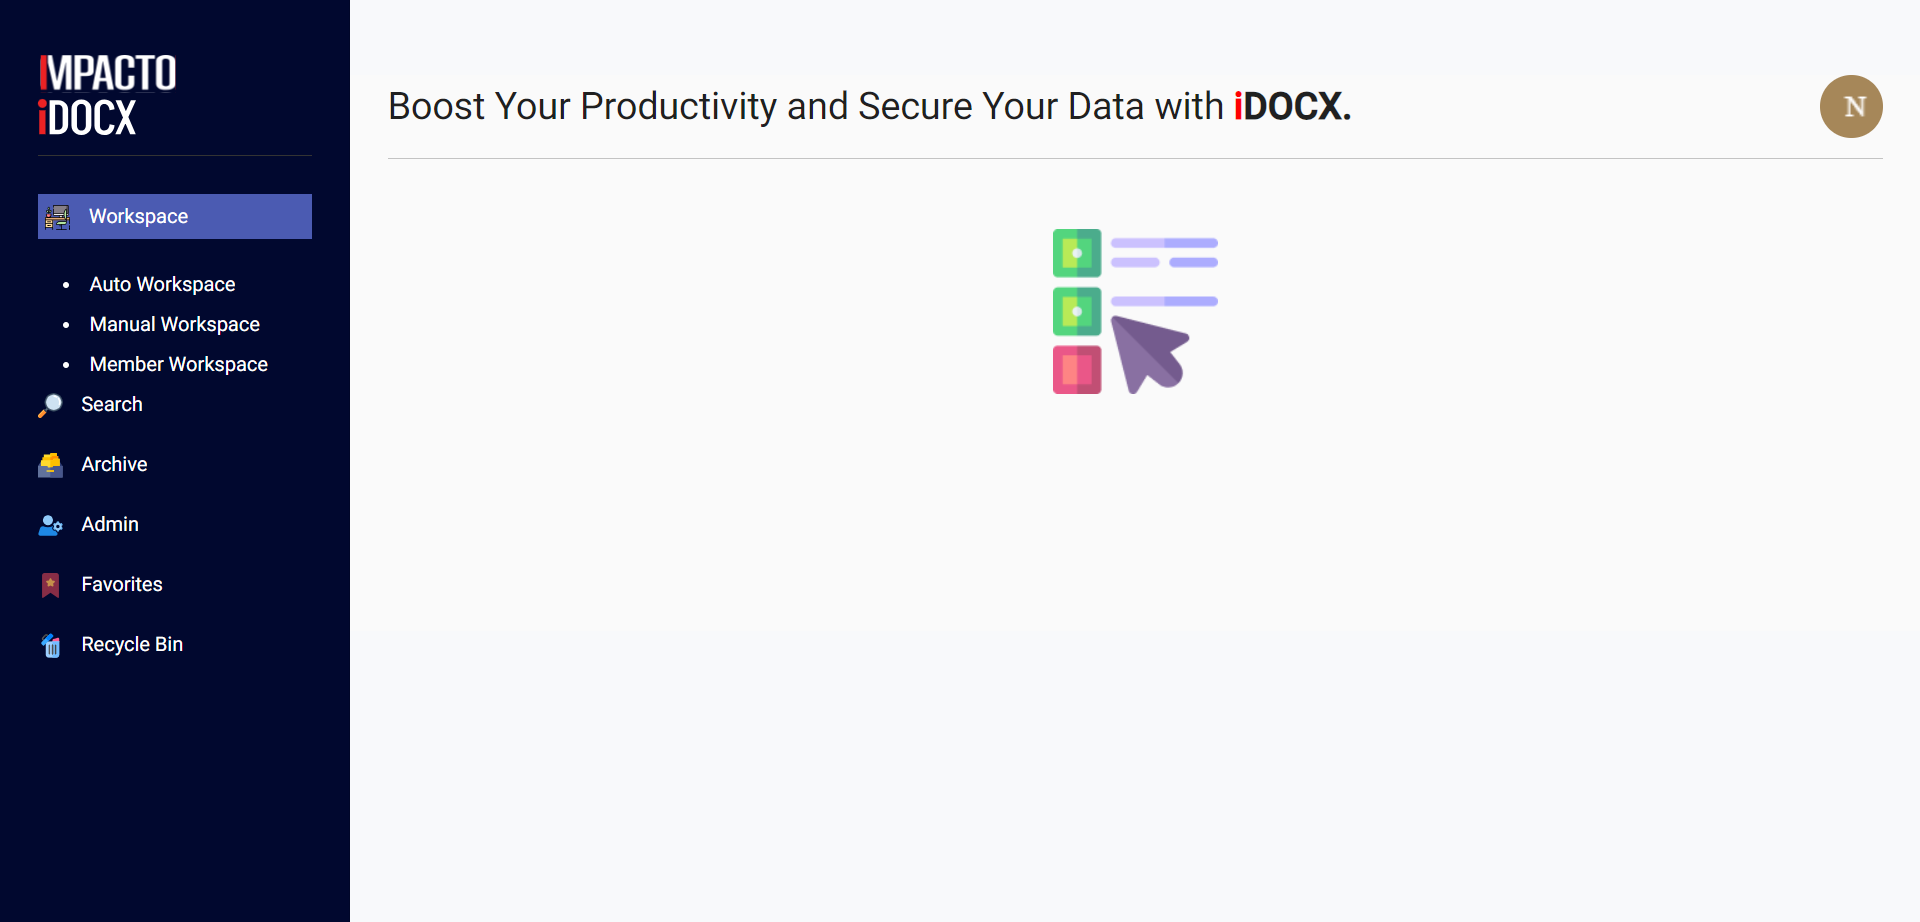 IMPACTO
iDOCX
Workspace
Auto Workspace
Manual Workspace
Member Workspace
Search
Archive
Admin
Favorites
Recycle Bin
Boost Your Productivity and Secure Your Data with iDOCX.
N